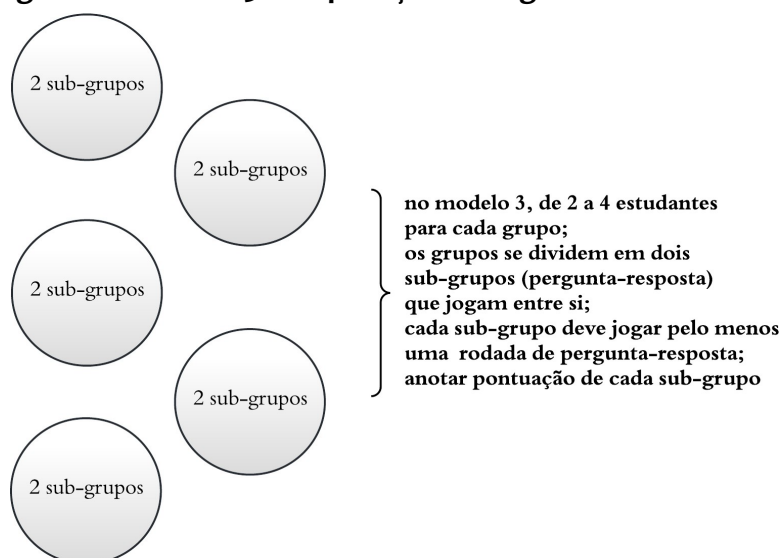 2 sub-grupos
2 sub-grupos
2 sub-grupos
2 sub-grupos
2 sub-grupos
no modelo 3, de 2 a 4 estudantes
para cada grupo;
os grupos se dividem em dois
sub-grupos (pergunta-resposta)
que jogam entre si;
cada sub-grupo deve jogar pelo menos
uma rodada de pergunta-resposta;
anotar pontuação de cada sub-grupo